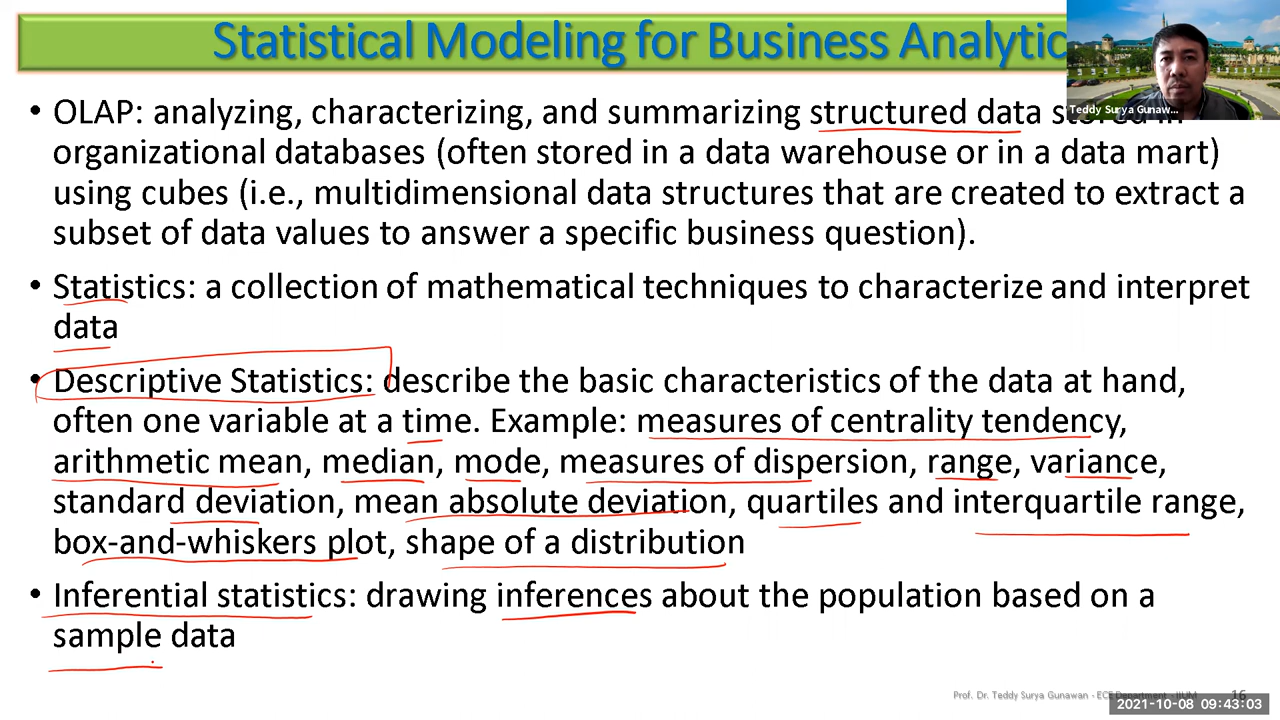 Statistical Modeling for Business Analytic
Teddy Surya Gunaw...
• OLAP: analyzing, characterizing, and summarizing structured data stored in
organizational databases (often stored in a data warehouse or in a data mart)
using cubes (i.e., multidimensional data structures that are created to extract a
subset of data values to answer a specific business question).
• Statistics: a collection of mathematical techniques to characterize and interpret
data
• Descriptive Statistics: describe the basic characteristics of the data at hand,
often one variable at a time. Example: measures of centrality tendency,
arithmetic mean, median, mode, measures of dispersion, range, variance,
standard deviation, mean absolute deviation, quartiles and interquartile range,
box-and-whiskers plot, shape of a distribution
• Inferential statistics: drawing inferences about the population based on a
sample data
Prof. Dr. Teddy Surya Gunawan - ECE Department - IIUM 16
2021-10-08 09:43:03